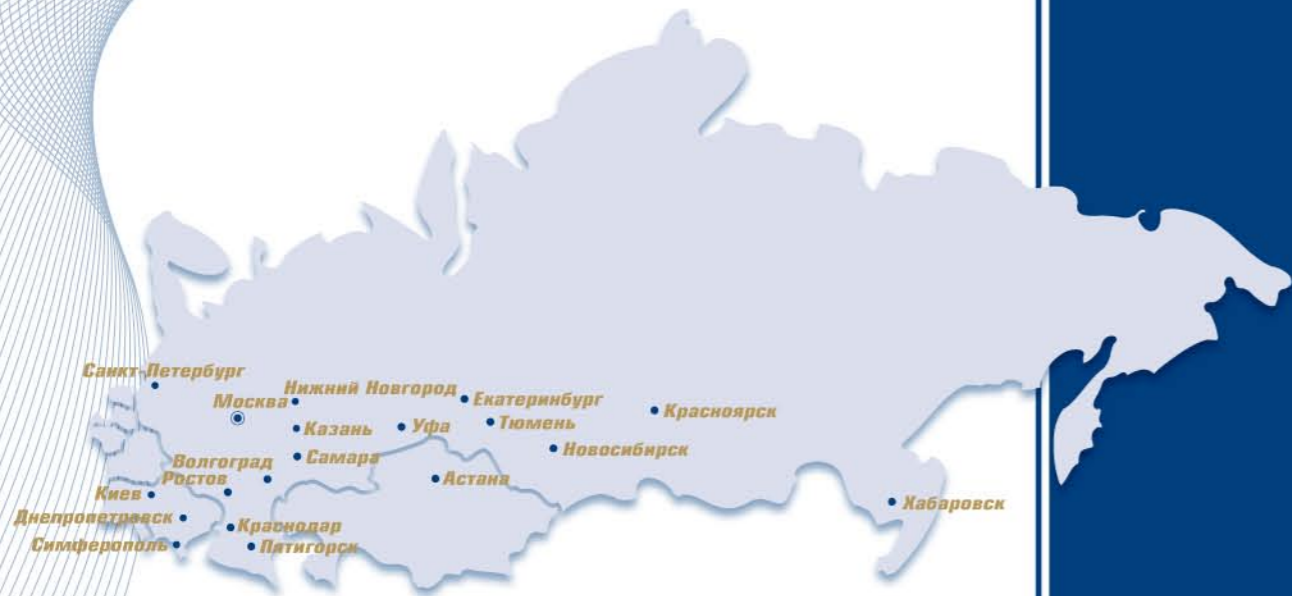 Санкт-Петербург
Нижний Новгород
Москва
Екатеринбург
Красноярск
Казань
Уфа
Тюмень
Новосибирск
Самара
Волгоград
Ростов
Астана
Киев
Хабаровск
Днепропетровск
Краснодар
Симферополь
Пятигорск